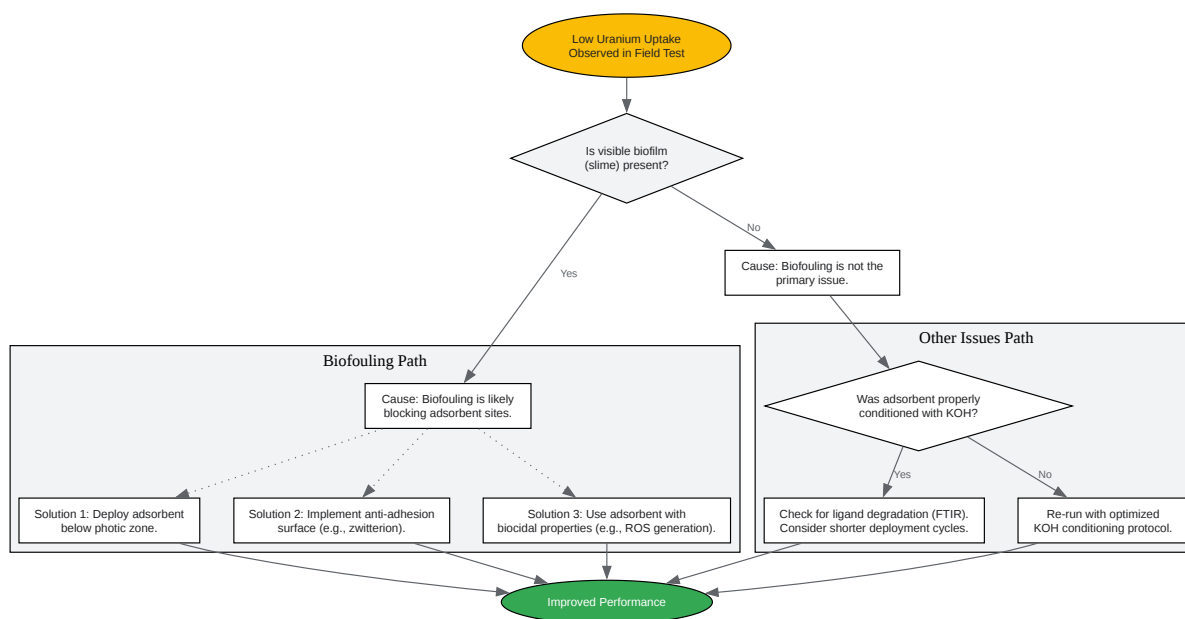 Low Uranium Uptake
Observed in Field Test
Is visible biofilm
(slime) present?
No
Cause: Biofouling is not the
primary issue.
Yes
Other Issues Path
Biofouling Path
Cause: Biofouling is likely
blocking adsorbent sites.
Was adsorbent properly
conditioned with KOH?
Yes
No
Solution 1: Deploy adsorbent
below photic zone.
Solution 2: Implement anti-adhesion
surface (e.g., zwitterion).
Solution 3: Use adsorbent with
biocidal properties (e.g., ROS generation).
Check for ligand degradation (FTIR).
Consider shorter deployment cycles.
Re-run with optimized
KOH conditioning protocol.
Improved Performance